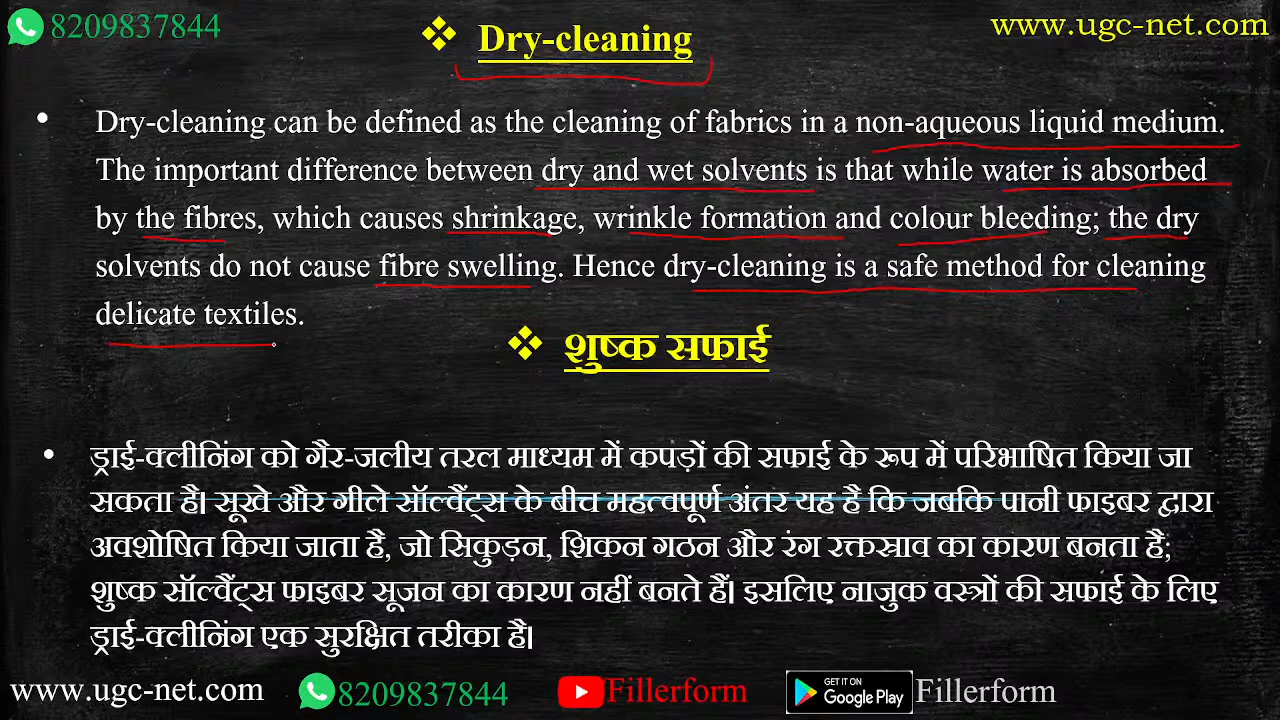 8209837844
www.ugc-net.com
❖ Dry-cleaning
• Dry-cleaning can be defined as the cleaning of fabrics in a non-aqueous liquid medium.
The important difference between dry and wet solvents is that while water is absorbed
by the fibres, which causes shrinkage, wrinkle formation and colour bleeding; the dry
solvents do not cause fibre swelling. Hence dry-cleaning is a safe method for cleaning
delicate textiles.
❖ शुष्क सफाई
• ड्राई-क्लीनिंग को गैर-जलीय तरल माध्यम में कपड़ों की सफाई के रूप में परिभाषित किया जा
सकता है। सूखे और गीले सॉल्वैंट्स के बीच महत्वपूर्ण अंतर यह है कि जबकि पानी फाइबर द्वारा
अवशोषित किया जाता है, जो सिकुड़न, शिकन गठन और रंग रक्तस्राव का कारण बनता है;
शुष्क सॉल्वैंट्स फाइबर सूजन का कारण नहीं बनते हैं। इसलिए नाजुक वस्त्रों की सफाई के लिए
ड्राई-क्लीनिंग एक सुरक्षित तरीका है।
www.ugc-net.com
8209837844
Fillerform
GET IT ON
Google Play
Fillerform